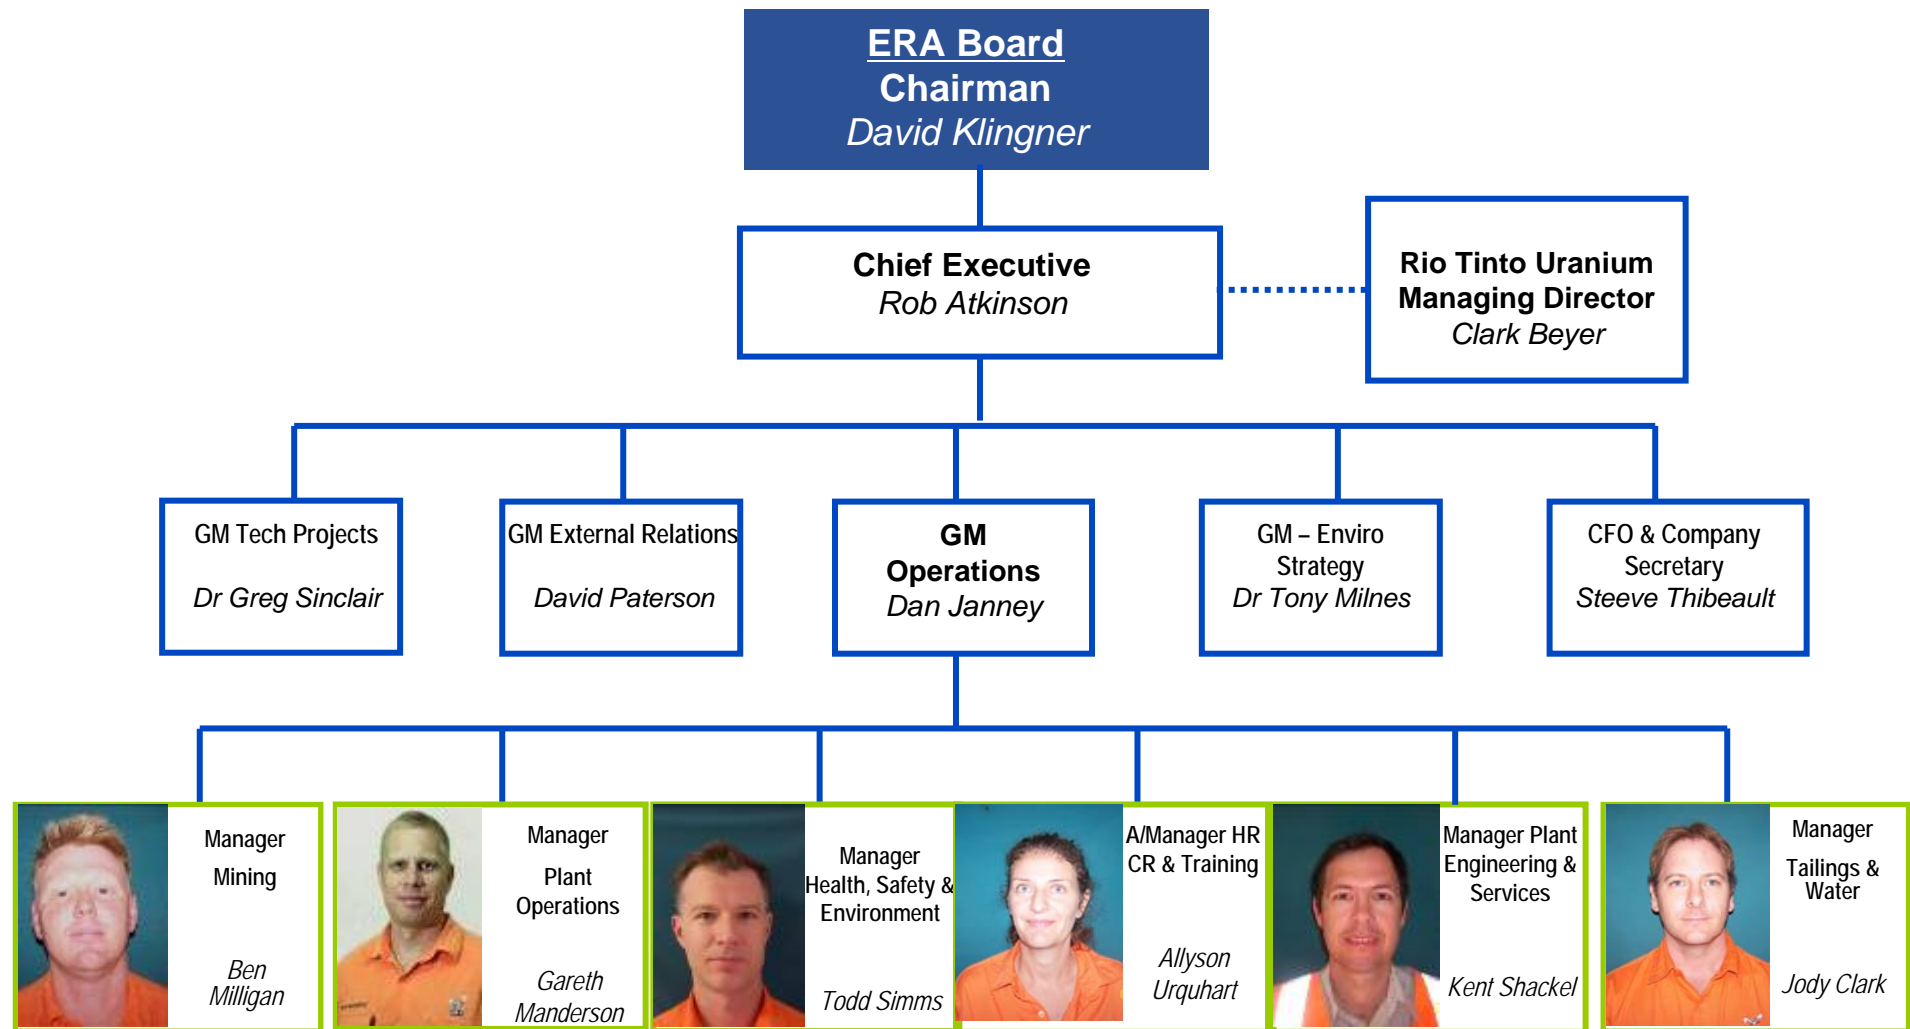 ERA Board
Chairman
David Klingner
Chief Executive
Rob Atkinson
Rio Tinto Uranium
Managing Director
Clark Beyer
GM Tech Projects
Dr Greg Sinclair
GM External Relations
David Paterson
GM
Operations
Dan Janney
GM – Enviro
Strategy
Dr Tony Milnes
CFO & Company
Secretary
Steeve Thibeault
Manager
Mining
Ben
Milligan
Manager
Plant
Operations
Gareth
Manderson
Manager
Health, Safety &
Environment
Todd Simms
A/Manager HR
CR & Training
Allyson
Urquhart
Manager Plant
Engineering &
Services
Kent Shackel
Manager
Tailings &
Water
Jody Clark